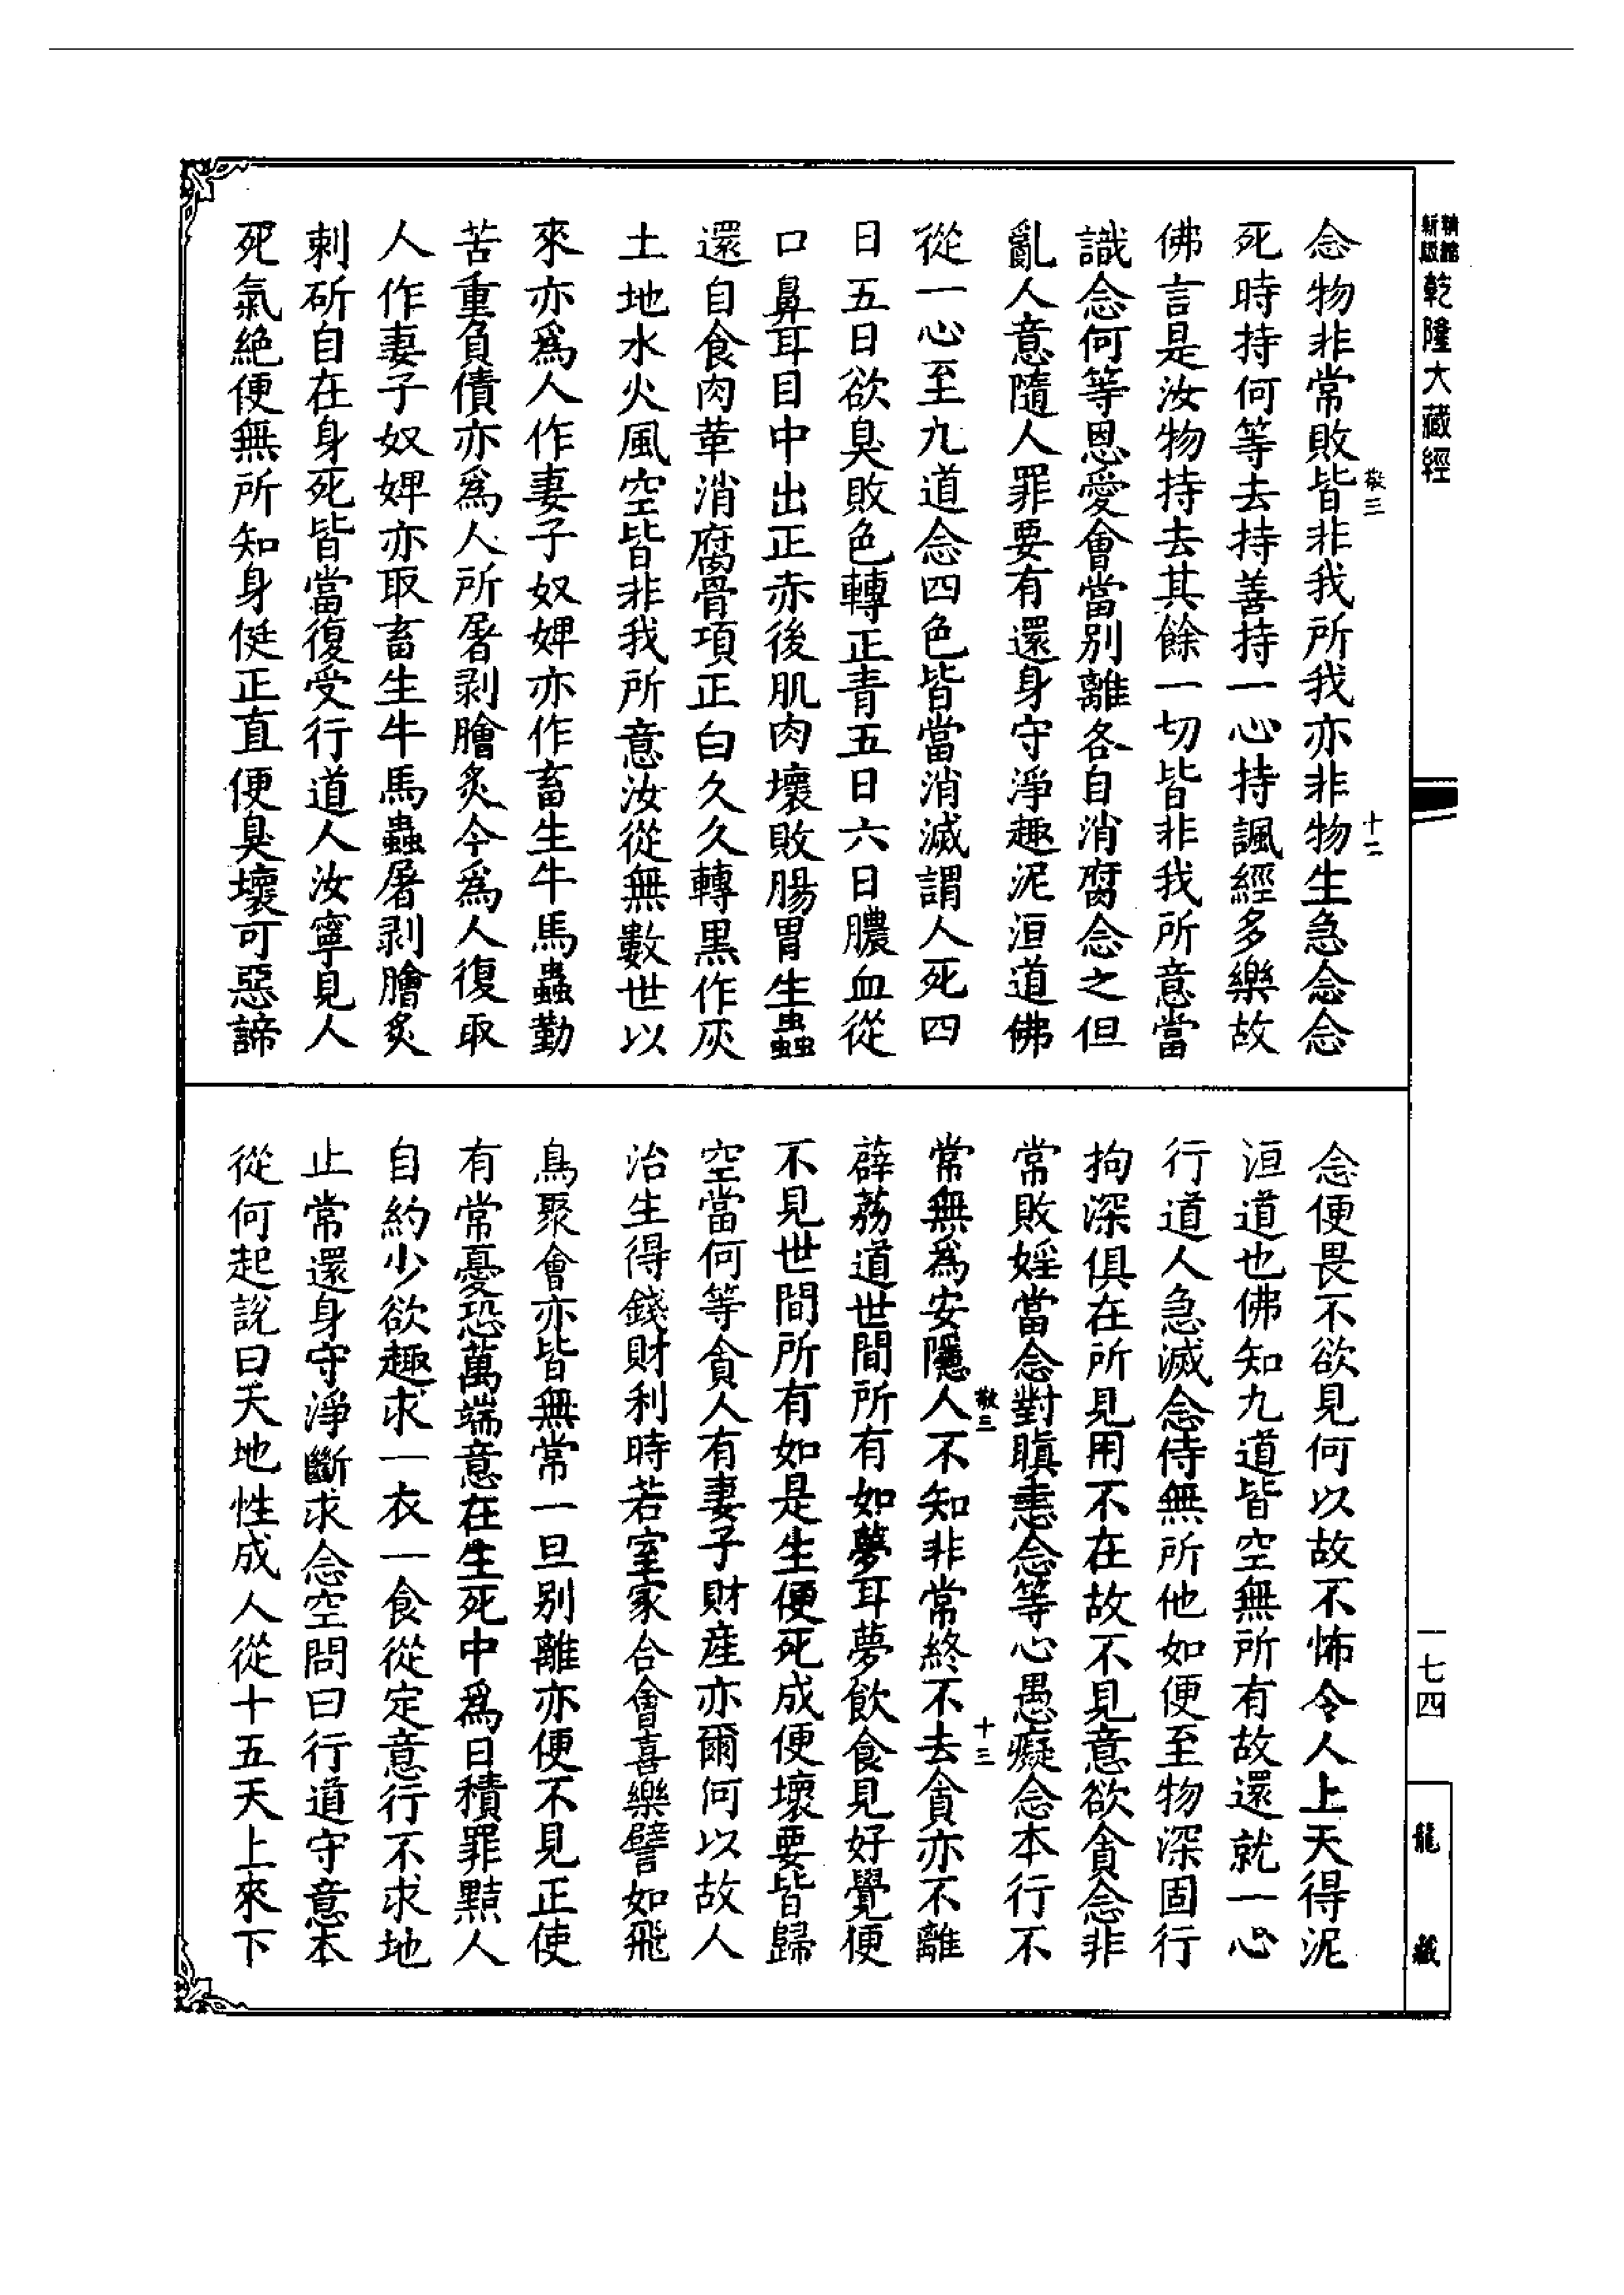 精館
新版
乾隆大藏經
敬三
十二
念物非常敗皆非我所我亦非物生急念念
死時持何等去持善持一心持諷經多樂故
佛言是汝物持去其餘一切皆非我所意當
識念何等恩愛會當别離各自消腐念之但
亂人意隨人罪要有還身守淨趣泥洹道佛
從一心至九道念四色皆當消滅謂人死四
日五日欲臭敗色轉正青五日六日膿血從
口鼻耳目中出正赤後肌肉壞敗腸胃生蟲
還自食肉革消腐骨項正白久久轉黑作灰
土地水火風空皆非我所意汝從無數世以
來亦爲人作妻子奴婢亦作畜生牛馬蟲勤
苦重負債亦爲人所屠剥膾炙今爲人復取
人作妻子奴婢亦取畜生牛馬蟲屠剥膾炙
刺斫自在身死皆當復受行道人汝寧見人
死氣絶便無所知身侹正直便臭壞可惡諦
念便畏不欲見何以故不怖令人上天得泥
洹道也佛知九道皆空無所有故還就一心
行道人急滅念侍無所他如便至物深固行
拘深俱在所見用不在故不見意欲貪念非
常敗婬當念對瞋恚念等心愚癡念本行不
常無爲安隱人不知非常終不去貪亦不離
敬三
十三
薜荔道世間所有如夢耳夢飲食見好覺便
不見世間所有如是生便死成便壞要皆歸
空當何等貪人有妻子財産亦爾何以故人
治生得錢財利時若室家合會喜樂譬如飛
鳥聚會亦皆無常一旦别離亦便不見正使
有常憂恐萬端意在生死中爲日積罪黠人
自約少欲趣求一衣一食從定意行不求地
止常還身守淨斷求念空問曰行道守意本
從何起説曰天地性成人從十五天上來下
一七四
龍藏